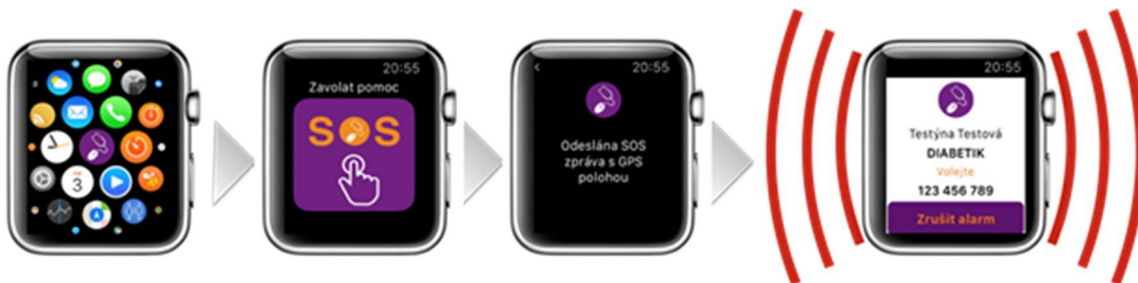 3
20:55
Zavolat pomoc
SOS
20:55
Odeslána SOS
zpráva s GPS
polohou
20:55
Testýna Testová
DIABETIK
Volejte
123 456 789
Zrušit alarm